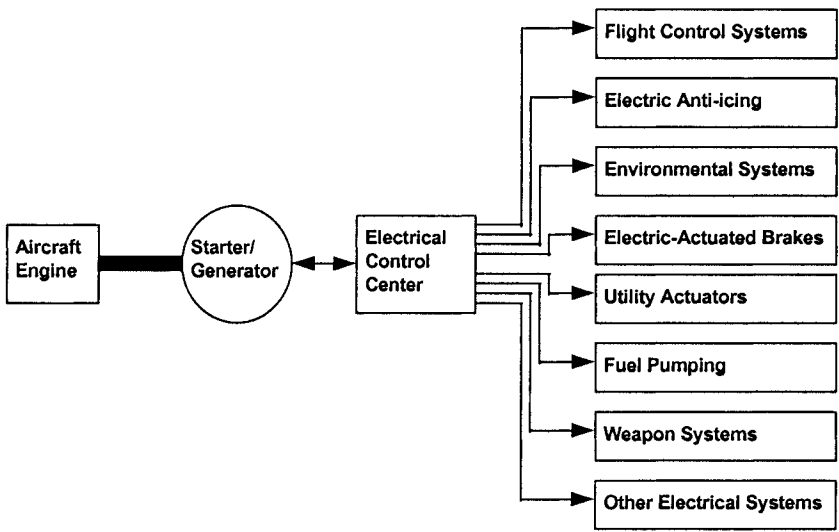 Flight Control Systems
Electric Anti-icing
Environmental Systems
Aircraft
Engine
Starter/
Generator
Electrical
Control
Center
Electric-Actuated Brakes
Utility Actuators
Fuel Pumping
Weapon Systems
Other Electrical Systems